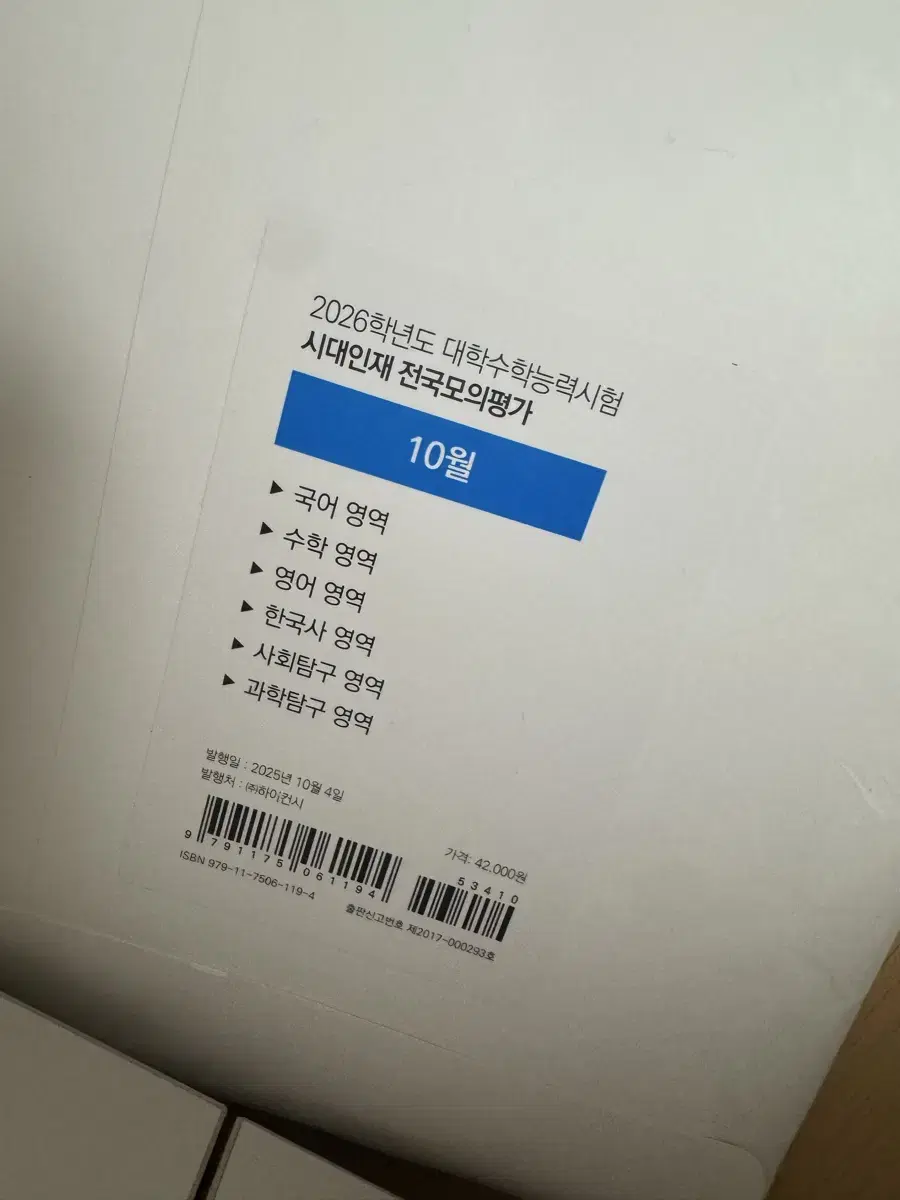 2026학년도 대학수학능력시험
시대인재 전국모의평가
10월
▶ 국어 영역
▶ 수학 영역
▶ 영어 영역
▶ 한국사 영역
▶ 사회탐구 영역
▶ 과학탐구 영역
발행일 : 2025년 10월 4일
발행처 : ㈜하이컨시
가격: 42,000원
9 791175 061194
53410
ISBN 979-11-7506-119-4
출판신고번호 제2017-000293호